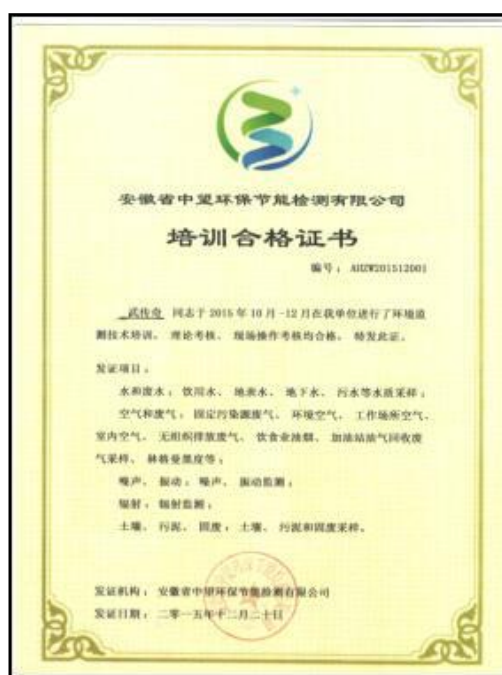 安徽省中望环保节能检测有限公司
培训合格证书
编号：AHZW201512001
武传奇 同志于2015年10月-12月在我单位进行了环境监
测技术培训。理论考核、现场操作考核均合格，特发此证。
发证项目：
水和废水：饮用水、地表水、地下水、污水等水质采样；
空气和废气：固定污染源废气、环境空气、工作场所空气、
室内空气、无组织排放废气、饮食业油烟、加油站油气回收废
气采样、林格曼黑度等；
噪声、振动：噪声、振动监测；
辐射：辐射监测；
土壤、污泥、固废：土壤、污泥和固废采样。
发证机构：安徽省中望环保节能检测有限公司
发证日期：二零一五年十二月二十日